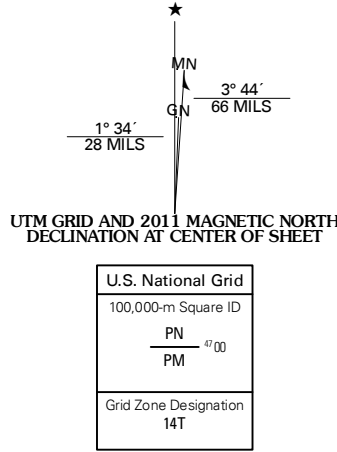 ★
MN
3° 44´
66 MILS
GN
1° 34´
28 MILS
UTM GRID AND 2011 MAGNETIC NORTH
DECLINATION AT CENTER OF SHEET
U.S. National Grid
100,000-m Square ID
PN
4700
PM
Grid Zone Designation
14T